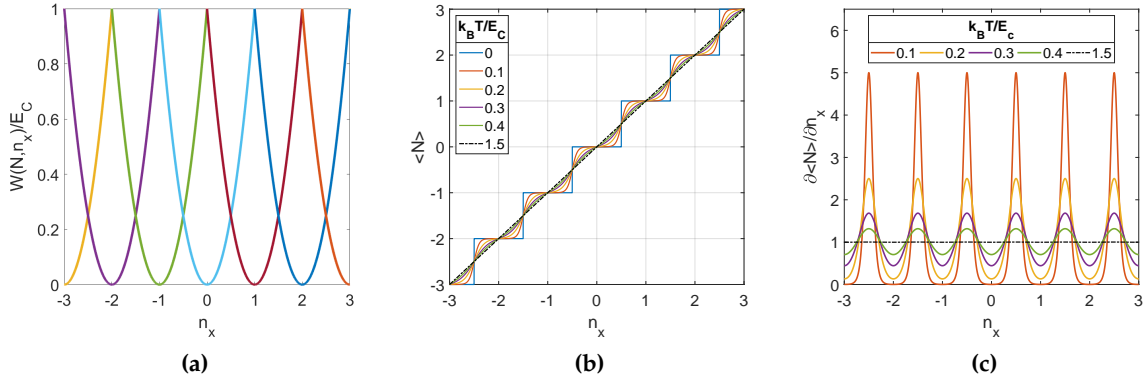 1
0.8
0.6
0.4
0.2
0
-3 -2 -1 0 1 2 3
W(N,n_x)/E_C
n_x
(a)
3
2
1
0
-1
-2
-3
-3 -2 -1 0 1 2 3
<N>
n_x
k_B T/E_C
0
0.1
0.2
0.3
0.4
1.5
(b)
6
5
4
3
2
1
0
-3 -2 -1 0 1 2 3
∂<N>/∂n_x
n_x
k_B T/E_c
0.1 0.2 0.3 0.4 1.5
(c)